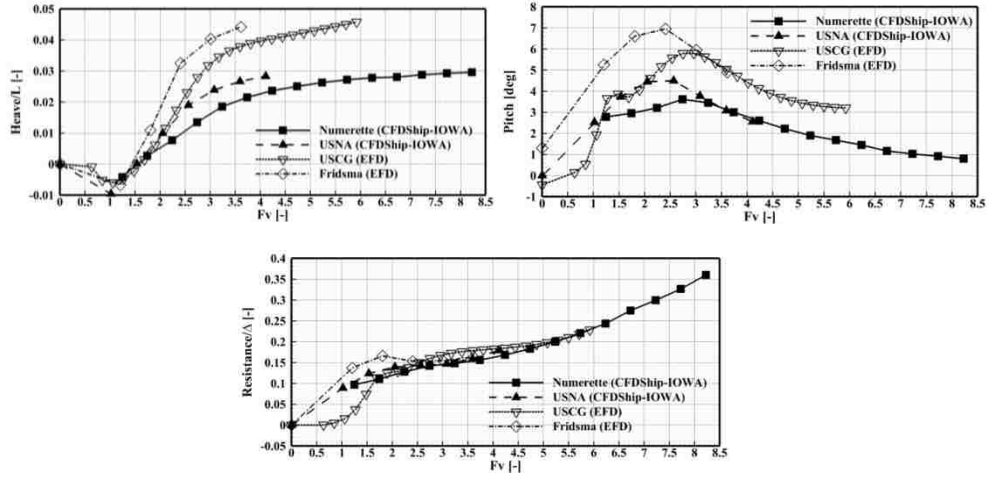 0.05
0.04
0.03
0.02
0.01
0
-0.01
Heave/L [-]
Numerette (CFDShip-IOWA)
USNA (CFDShip-IOWA)
USCG (EFD)
Fridsma (EFD)
0 0.5 1 1.5 2 2.5 3 3.5 4 4.5 5 5.5 6 6.5 7 7.5 8 8.5
Fv [-]
8
7
6
5
4
3
2
1
0
-1
Pitch [deg]
Numerette (CFDShip-IOWA)
USNA (CFDShip-IOWA)
USCG (EFD)
Fridsma (EFD)
0 0.5 1 1.5 2 2.5 3 3.5 4 4.5 5 5.5 6 6.5 7 7.5 8 8.5
Fv [-]
0.4
0.35
0.3
0.25
0.2
0.15
0.1
0.05
0
-0.05
Resistance/Δ [-]
Numerette (CFDShip-IOWA)
USNA (CFDShip-IOWA)
USCG (EFD)
Fridsma (EFD)
0 0.5 1 1.5 2 2.5 3 3.5 4 4.5 5 5.5 6 6.5 7 7.5 8 8.5
Fv [-]